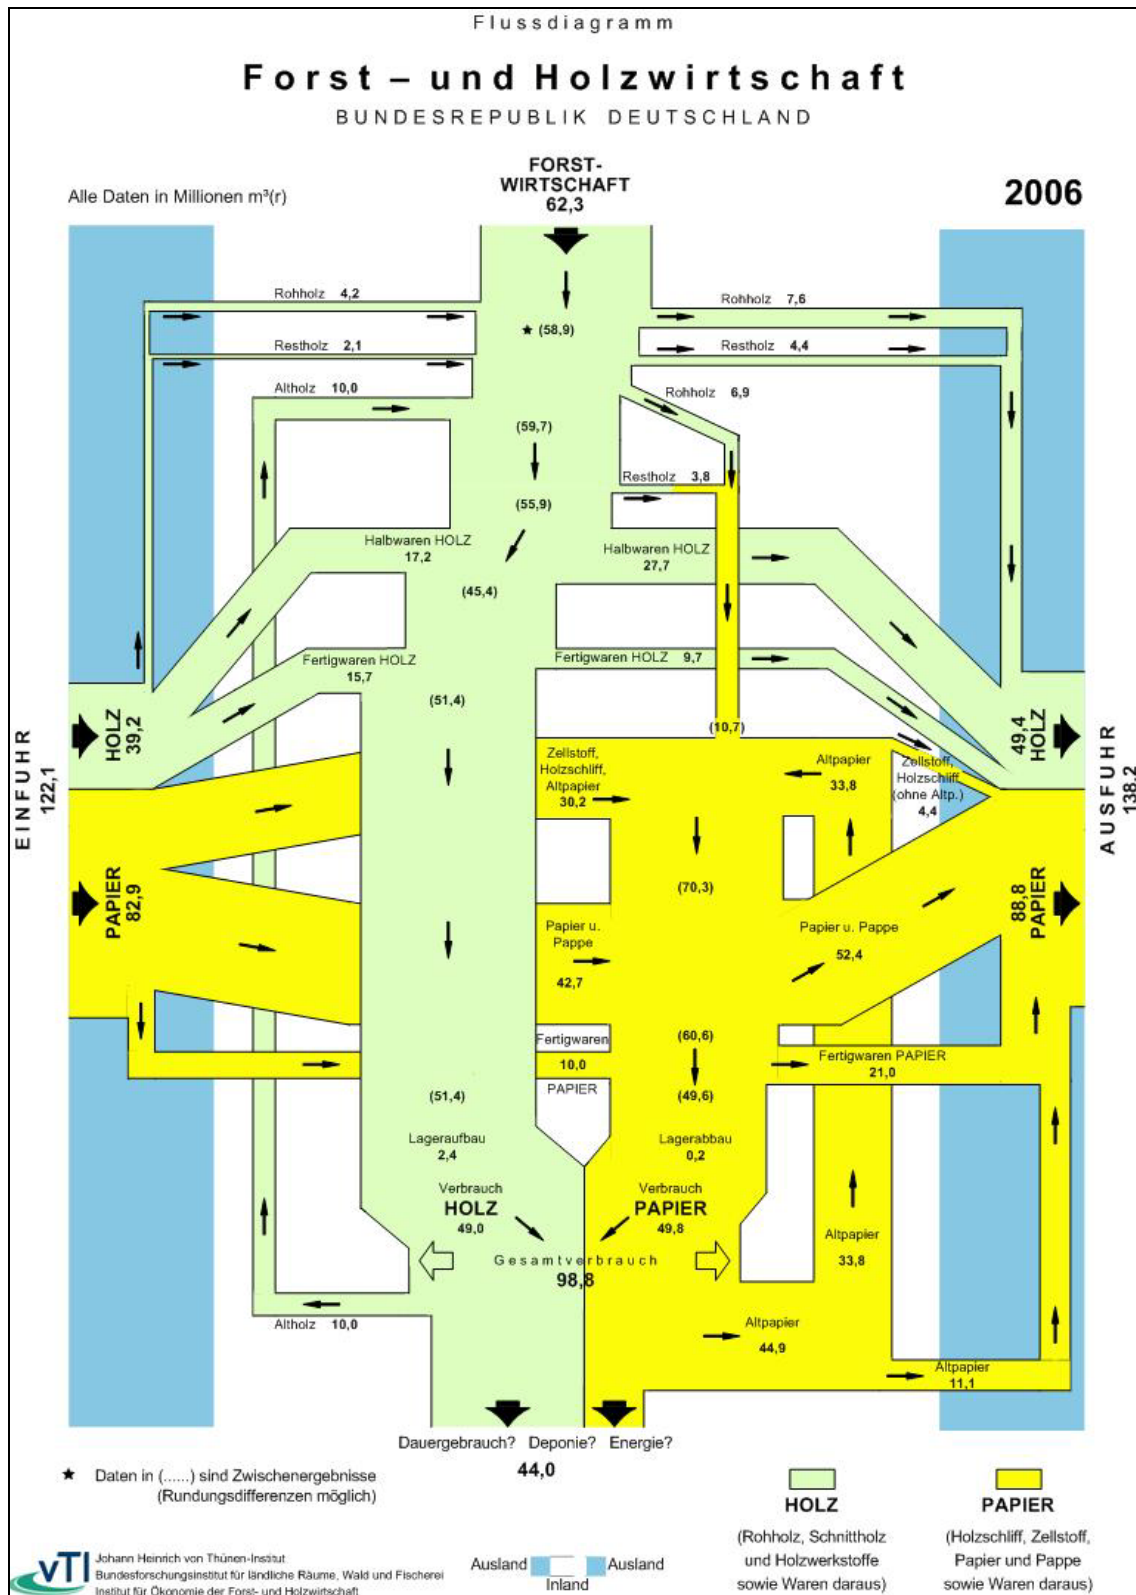 Flussdiagramm
Forst – und Holzwirtschaft
BUNDESREPUBLIK DEUTSCHLAND
Alle Daten in Millionen m³(r)
FORST-
WIRTSCHAFT
62,3
2006
Rohholz 4,2
Rohholz 7,6
★ (58,9)
Restholz 2,1
Restholz 4,4
Altholz 10,0
Rohholz 6,9
(59,7)
Restholz 3,8
(55,9)
Halbwaren HOLZ
17,2
Halbwaren HOLZ
27,7
(45,4)
Fertigwaren HOLZ
15,7
Fertigwaren HOLZ 9,7
(51,4)
(10,7)
EINFUHR
122,1
HOLZ
39,2
49,4
HOLZ
AUSFUHR
138,2
Zellstoff,
Holzschliff,
Altpapier
30,2
Altpapier
33,8
Zellstoff,
Holzschliff
(ohne Altp.)
4,4
PAPIER
82,9
(70,3)
88,8
PAPIER
Papier u.
Pappe
42,7
Papier u. Pappe
52,4
Fertigwaren
10,0
PAPIER
(60,6)
Fertigwaren PAPIER
21,0
(51,4)
(49,6)
Lageraufbau
2,4
Lagerabbau
0,2
Verbrauch
HOLZ
49,0
Verbrauch
PAPIER
49,8
Gesamtverbrauch
98,8
Altpapier
33,8
Altholz 10,0
Altpapier
44,9
Altpapier
11,1
Dauergebrauch? Deponie? Energie?
44,0
★ Daten in (......) sind Zwischenergebnisse
(Rundungsdifferenzen möglich)
HOLZ
(Rohholz, Schnittholz
und Holzwerkstoffe
sowie Waren daraus)
PAPIER
(Holzschliff, Zellstoff,
Papier und Pappe
sowie Waren daraus)
vTI
Johann Heinrich von Thünen-Institut
Bundesforschungsinstitut für ländliche Räume, Wald und Fischerei
Institut für Ökonomie der Forst- und Holzwirtschaft
Ausland Ausland
Inland